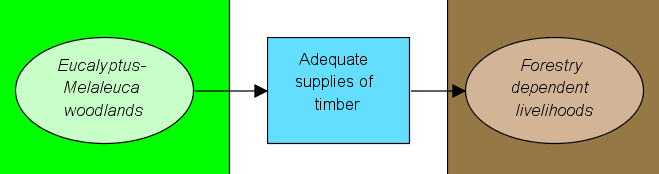 Eucalyptus-
Melaleuca
woodlands
Adequate
supplies of
timber
Forestry
dependent
livelihoods